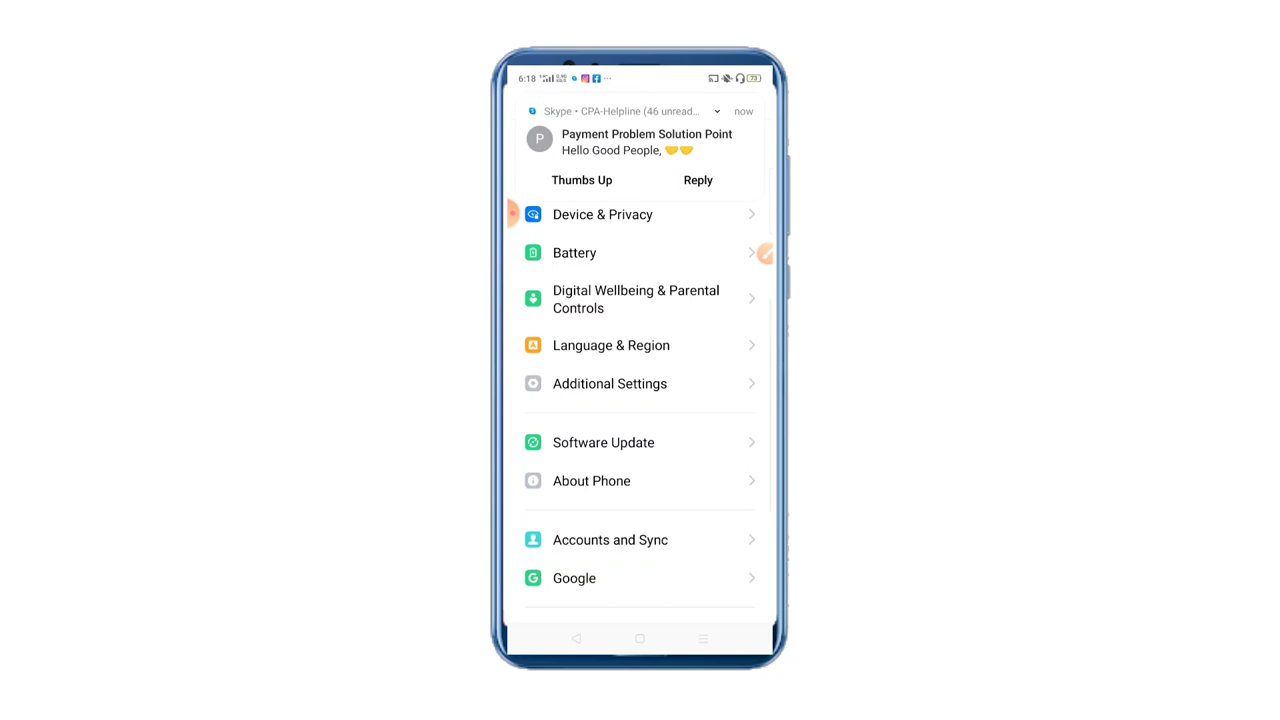 6:18
73
Skype • CPA-Helpline (46 unread... now
P
Payment Problem Solution Point
Hello Good People, 🤝🤝
Thumbs Up Reply
Device & Privacy
Battery
Digital Wellbeing & Parental
Controls
Language & Region
Additional Settings
Software Update
About Phone
Accounts and Sync
Google